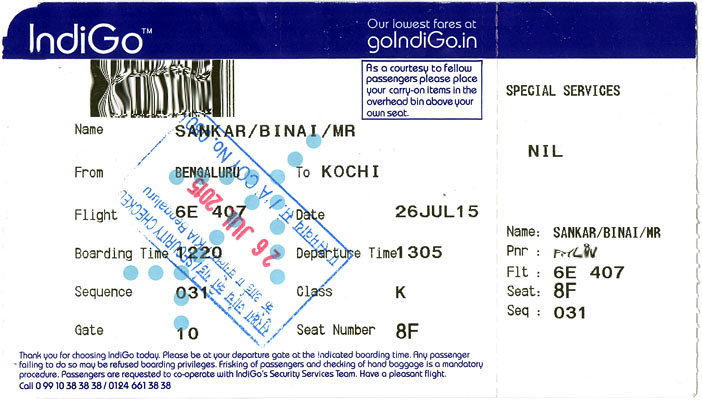 IndiGo™
Our lowest fares at
goIndiGo.in
As a courtesy to fellow
passengers please place
your carry-on items in the
overhead bin above your
own seat.
Name SANKAR/BINAI/MR
From BENGALURU To KOCHI
Flight 6E 407 Date 26JUL15
Boarding Time 1220 Departure Time 1305
Sequence 031 Class K
Gate 10 Seat Number 8F
SECURITY CHECKED
26 JUL 2015
Thank you for choosing IndiGo today. Please be at your departure gate at the indicated boarding time. Any passenger
failing to do so may be refused boarding privileges. Frisking of passengers and checking of hand baggage is a mandatory
procedure. Passengers are requested to co-operate with IndiGo's Security Services Team. Have a pleasant flight.
Call 0 99 10 38 38 38 / 0124 661 38 38
SPECIAL SERVICES
NIL
Name: SANKAR/BINAI/MR
Pnr :
Flt : 6E 407
Seat: 8F
Seq : 031